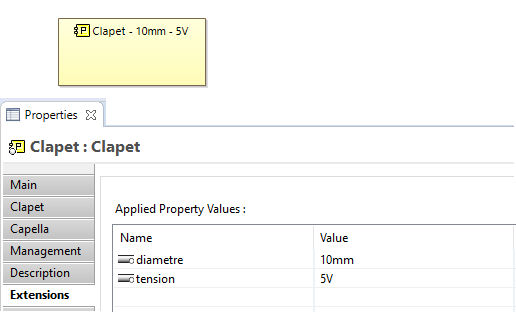 Clapet - 10mm - 5V
Properties
Clapet : Clapet
Main
Clapet
Capella
Management
Description
Extensions
Applied Property Values :
Name Value
diametre 10mm
tension 5V